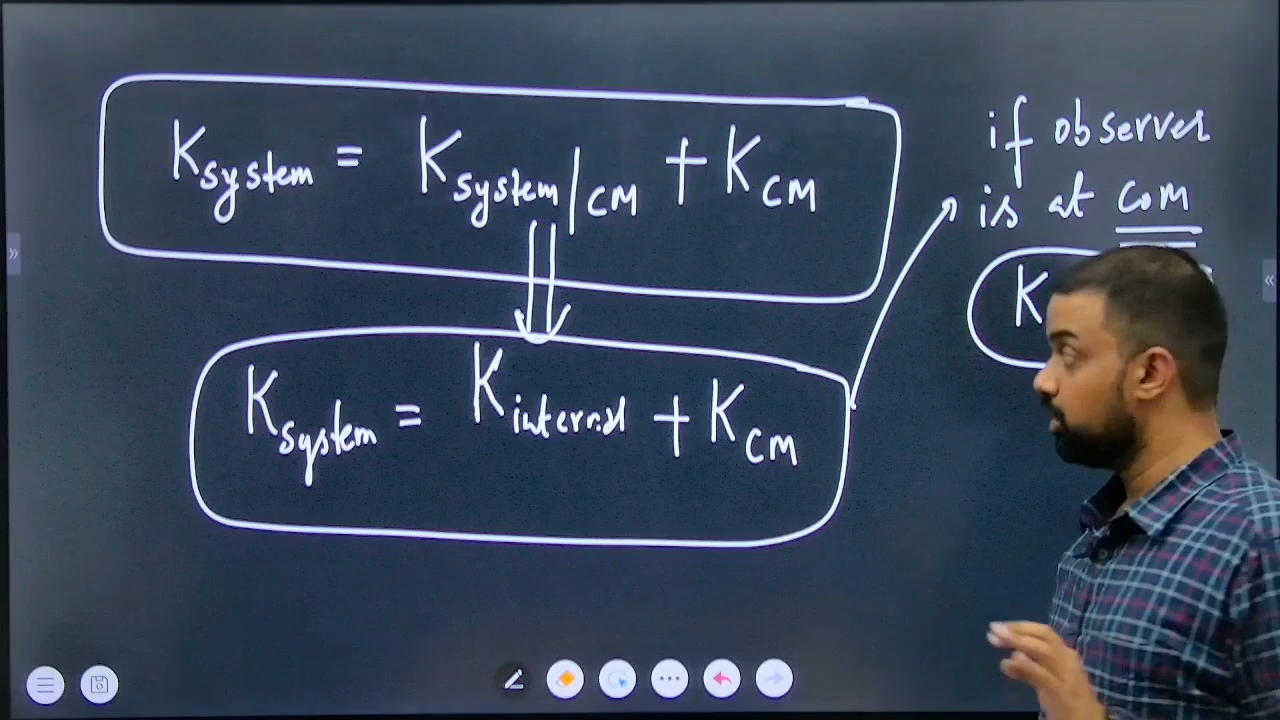 Ksystem = Ksystem/CM + KCM
Ksystem = Kinternal + KCM
if observer
is at COM
K